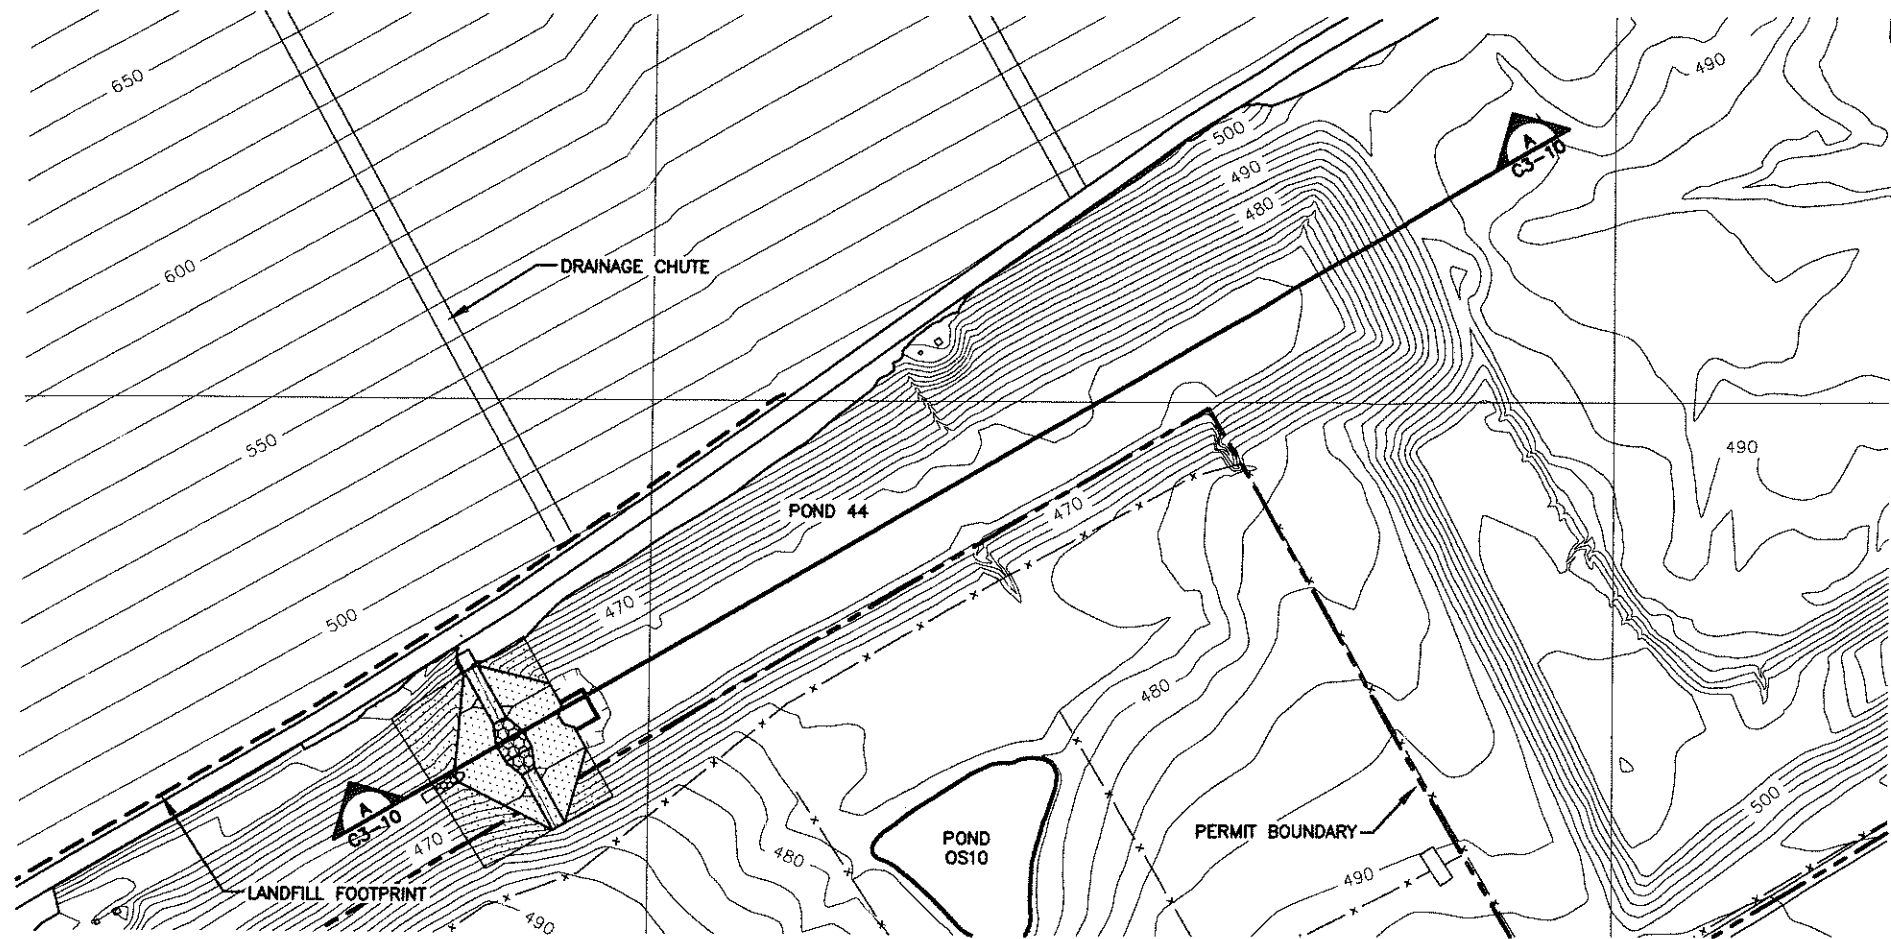 650
490
500
A
C3-10
490
480
600
DRAINAGE CHUTE
550
490
POND 44
470
470
500
480
500
A
C3-10
470
POND
OS10
PERMIT BOUNDARY
480
490
LANDFILL FOOTPRINT
490